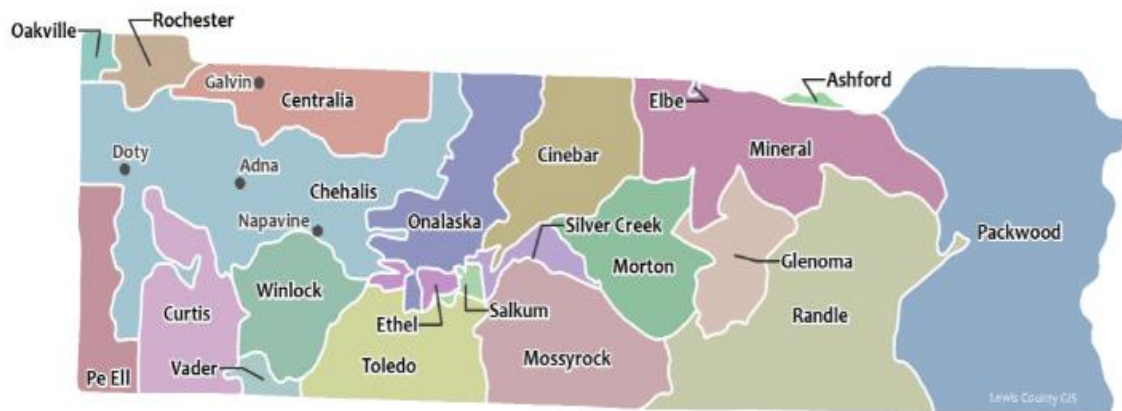 Rochester
Oakville
Galvin
Centralia
Elbe
Ashford
Cinebar
Mineral
Doty
Adna
Chehalis
Napavine
Onalaska
Silver Creek
Packwood
Morton
Glenoma
Winlock
Curtis
Ethel
Salkum
Randle
Vader
Toledo
Mossyrock
Pe Ell
Lewis County GIS